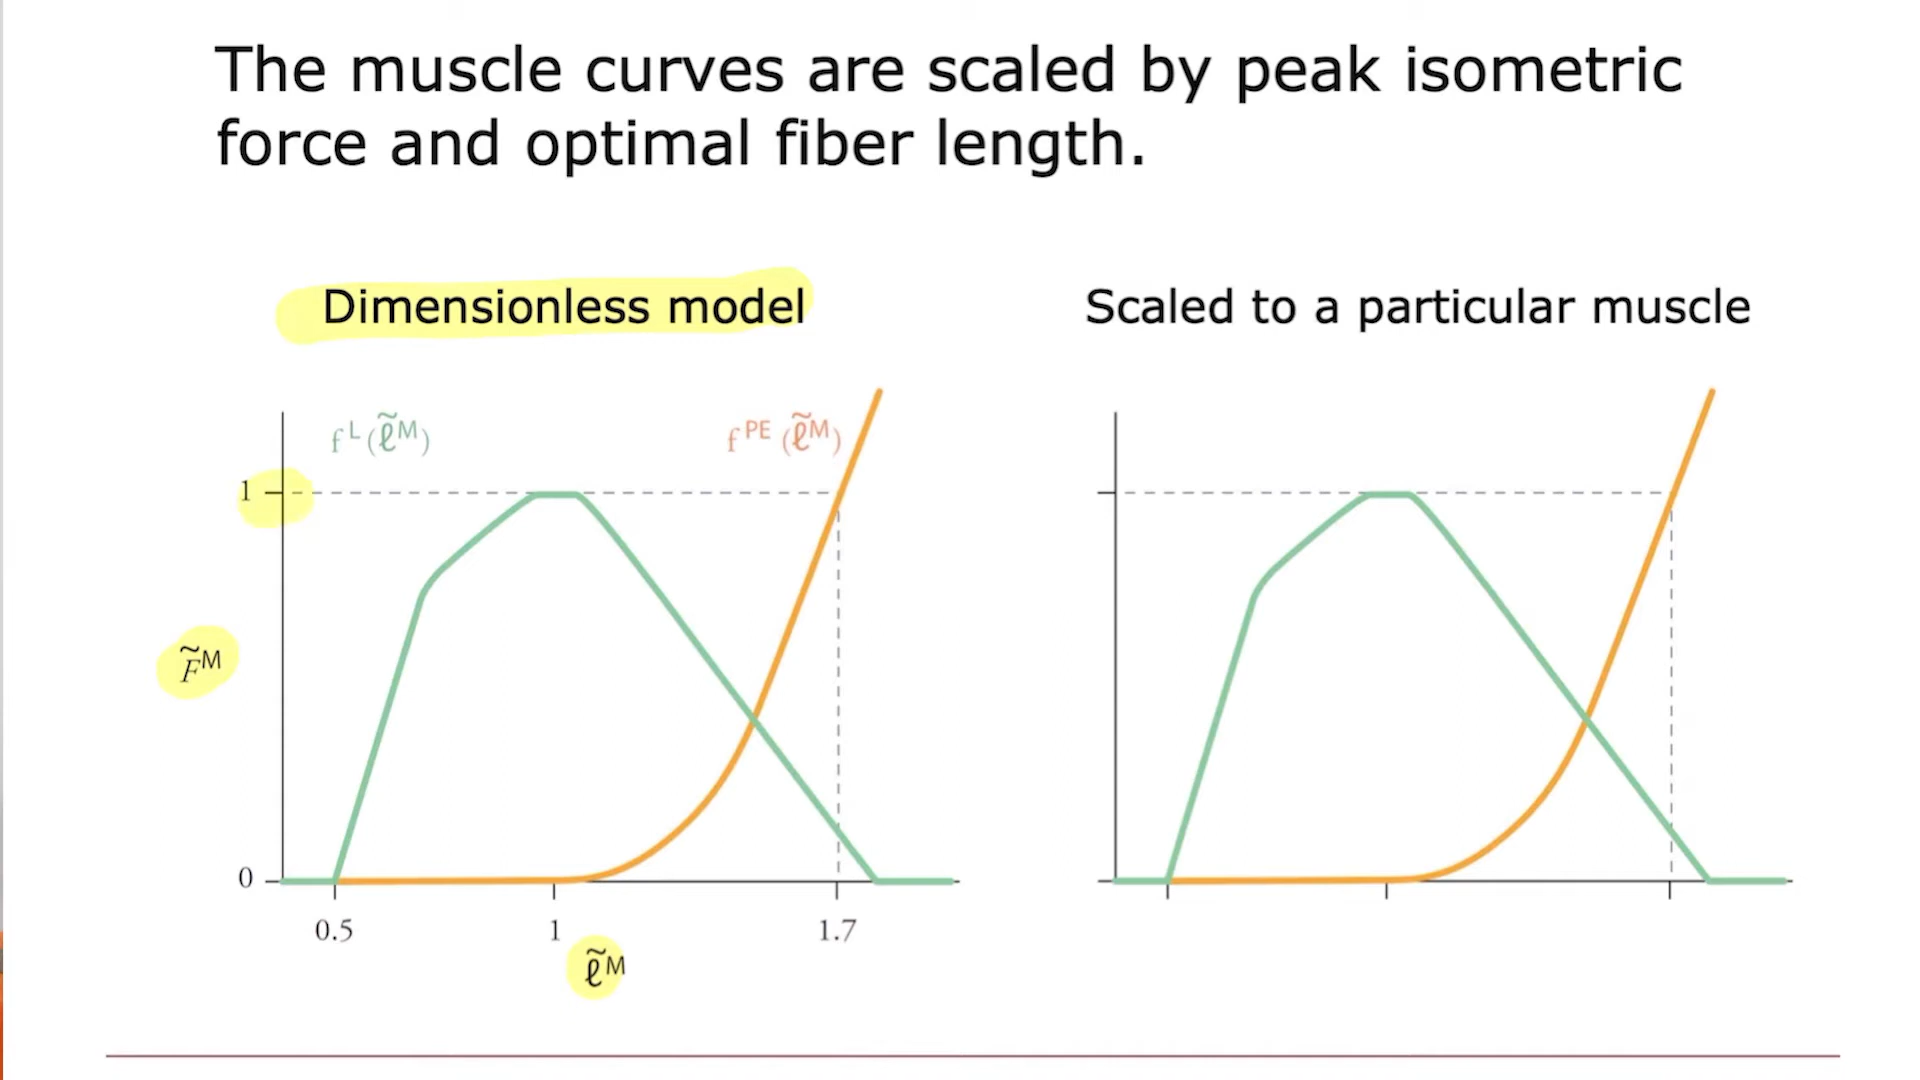 The muscle curves are scaled by peak isometric
force and optimal fiber length.
Dimensionless model
Scaled to a particular muscle
f^L(ℓ̃^M)
f^PE (ℓ̃^M)
1
F̃^M
0
0.5 1 1.7
ℓ̃^M